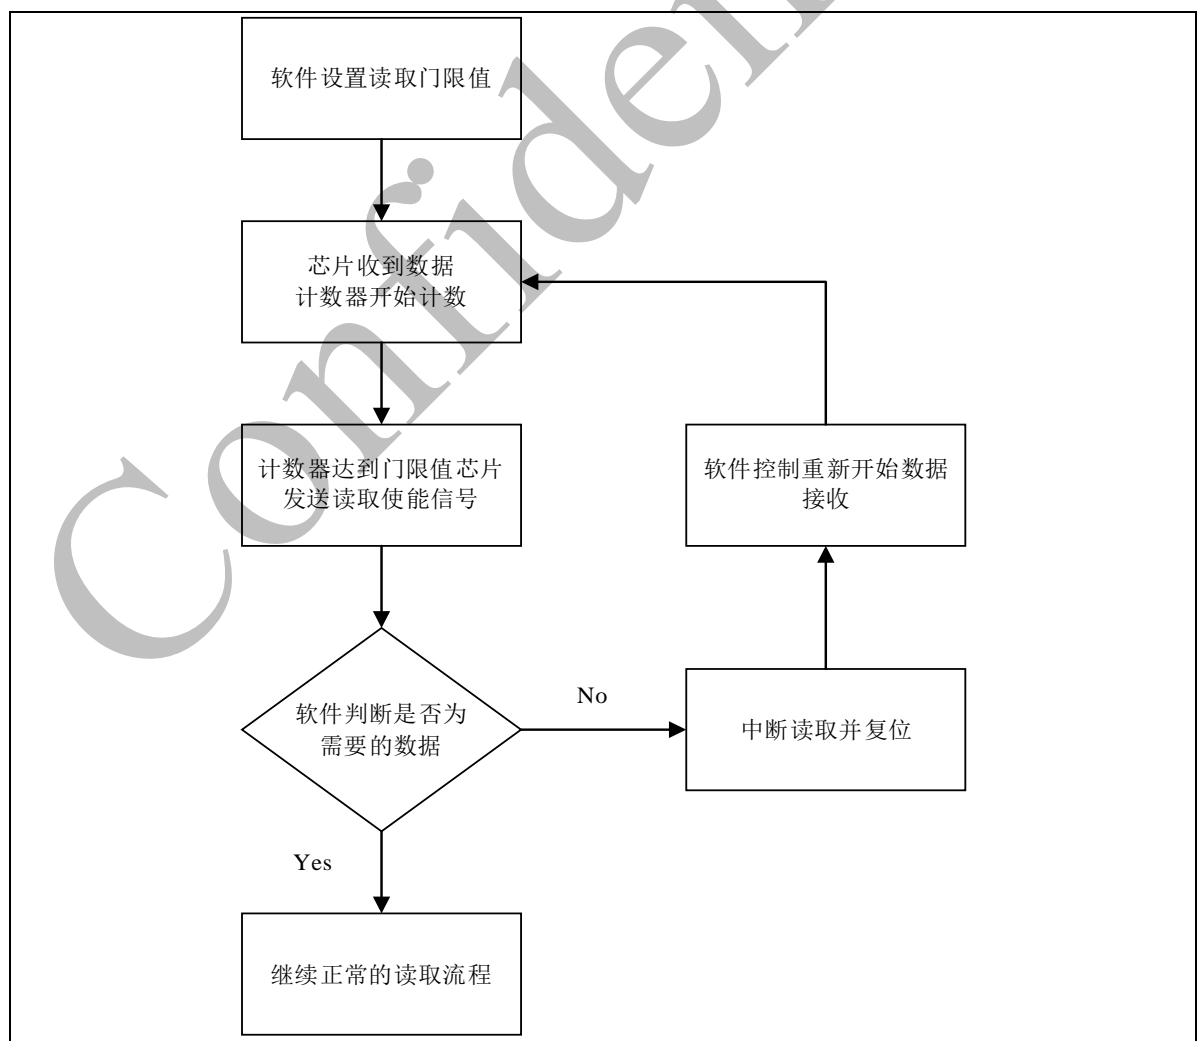 软件设置读取门限值
芯片收到数据
计数器开始计数
计数器达到门限值芯片
发送读取使能信号
软件控制重新开始数据
接收
软件判断是否为
需要的数据
No
中断读取并复位
Yes
继续正常的读取流程
Confiden